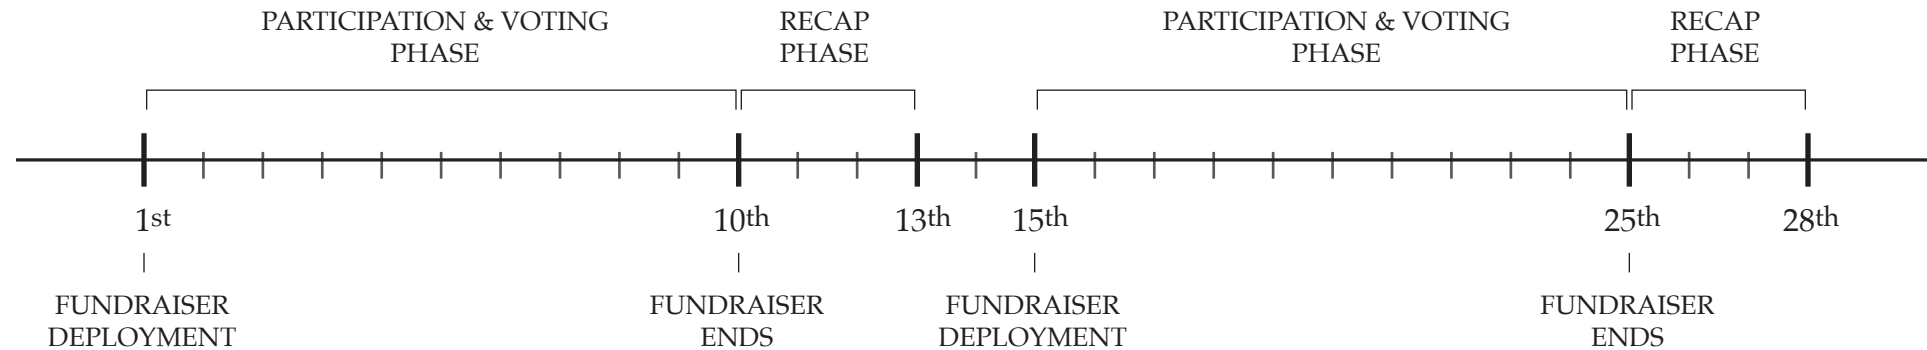 PARTICIPATION & VOTING
PHASE
RECAP
PHASE
PARTICIPATION & VOTING
PHASE
RECAP
PHASE
1st
10th
13th
15th
25th
28th
FUNDRAISER
DEPLOYMENT
FUNDRAISER
ENDS
FUNDRAISER
DEPLOYMENT
FUNDRAISER
ENDS